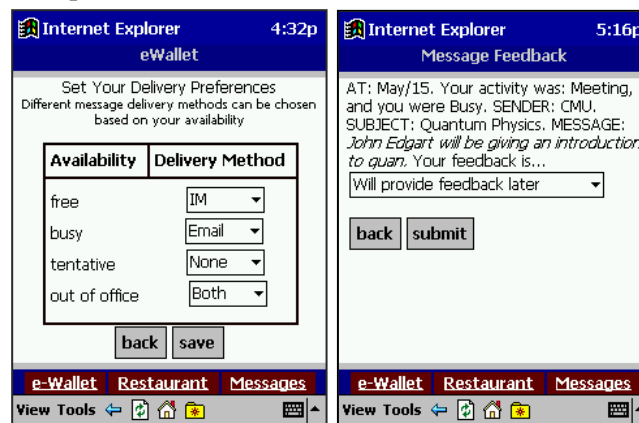 Internet Explorer 4:32p
eWallet
Set Your Delivery Preferences
Different message delivery methods can be chosen
based on your availability
Availability Delivery Method
free IM
busy Email
tentative None
out of office Both
back save
e-Wallet Restaurant Messages
View Tools
Internet Explorer 5:16p
Message Feedback
AT: May/15. Your activity was: Meeting,
and you were Busy. SENDER: CMU.
SUBJECT: Quantum Physics. MESSAGE:
John Edgart will be giving an introduction
to quan. Your feedback is...
Will provide feedback later
back submit
e-Wallet Restaurant Messages
View Tools